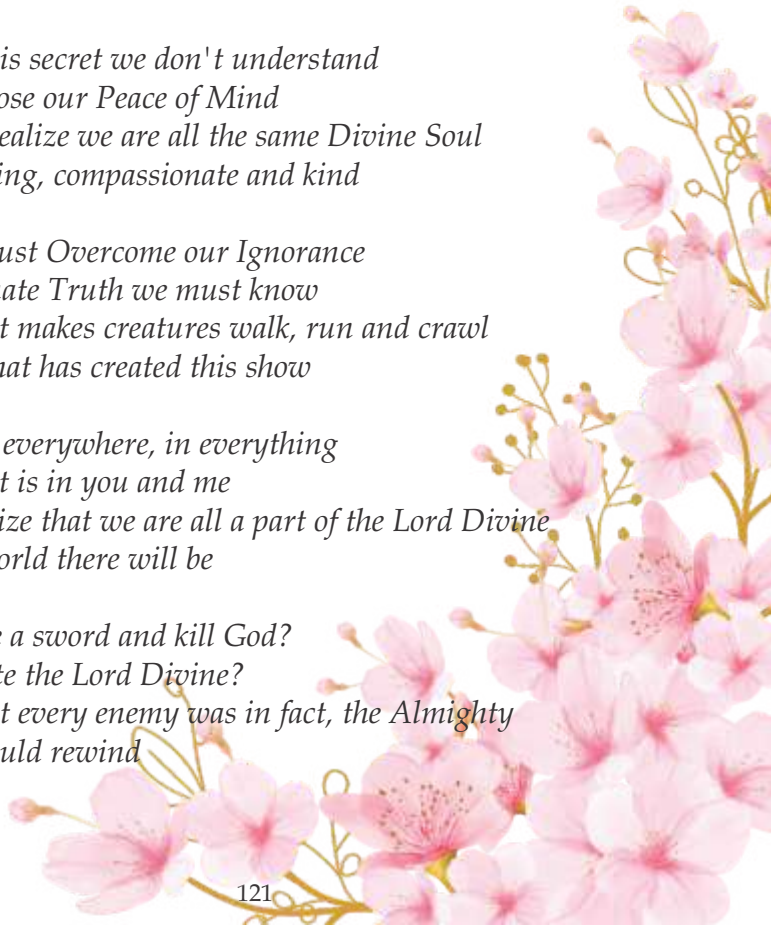 is secret we don't understand
ose our Peace of Mind
ealize we are all the same Divine Soul
ing, compassionate and kind
ust Overcome our Ignorance
ate Truth we must know
t makes creatures walk, run and crawl
hat has created this show
everywhere, in everything
t is in you and me
ize that we are all a part of the Lord Divine
orld there will be
e a sword and kill God?
te the Lord Divine?
t every enemy was in fact, the Almighty
uld rewind
121